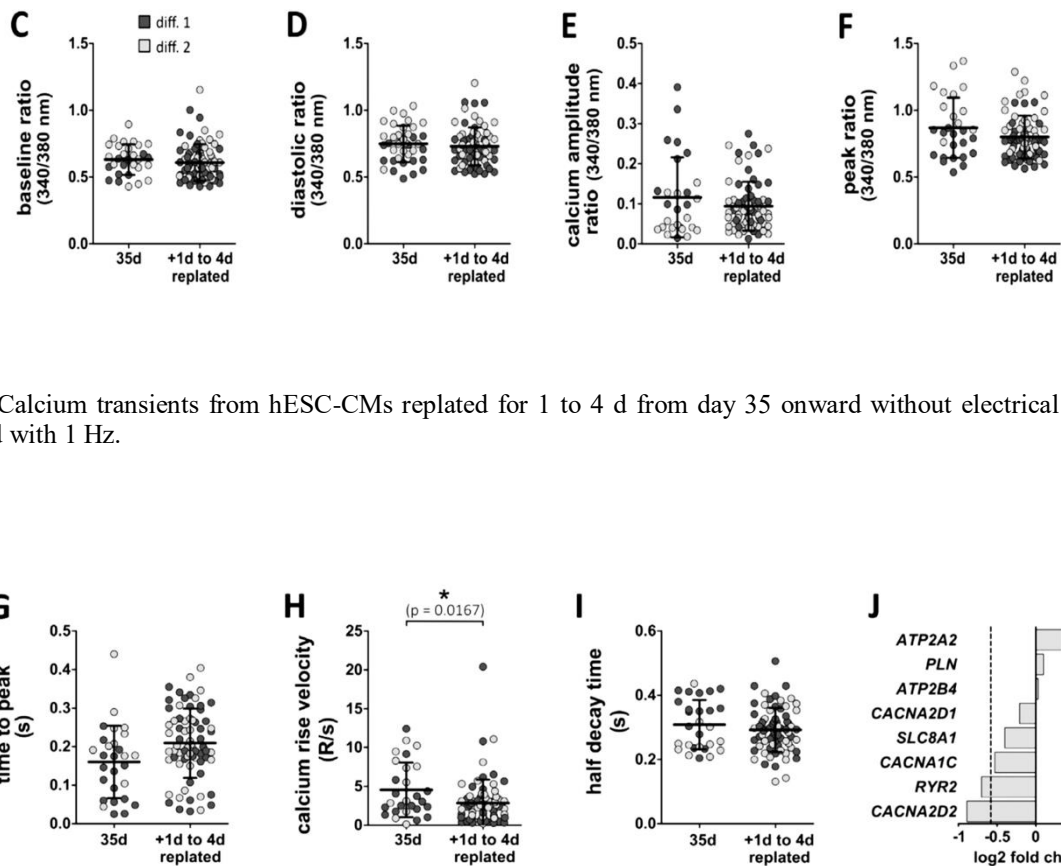 C
diff. 1
diff. 2
D
E
F
baseline ratio
(340/380 nm)
1.5
1.0
0.5
0.0
35d
+1d to 4d
replated
diastolic ratio
(340/380 nm)
1.5
1.0
0.5
0.0
35d
+1d to 4d
replated
calcium amplitude
ratio (340/380 nm)
0.5
0.4
0.3
0.2
0.1
0.0
35d
+1d to 4d
replated
peak ratio
(340/380 nm)
1.5
1.0
0.5
0.0
35d
+1d to 4d
replated
Calcium transients from hESC-CMs replated for 1 to 4 d from day 35 onward without electrical
with 1 Hz.
G
H
I
J
time to peak
(s)
0.5
0.4
0.3
0.2
0.1
0.0
35d
+1d to 4d
replated
*
(p = 0.0167)
calcium rise velocity
(R/s)
25
20
15
10
5
0
35d
+1d to 4d
replated
half decay time
(s)
0.6
0.4
0.2
0.0
35d
+1d to 4d
replated
ATP2A2
PLN
ATP2B4
CACNA2D1
SLC8A1
CACNA1C
RYR2
CACNA2D2
-1
-0.5
0
log2 fold ch